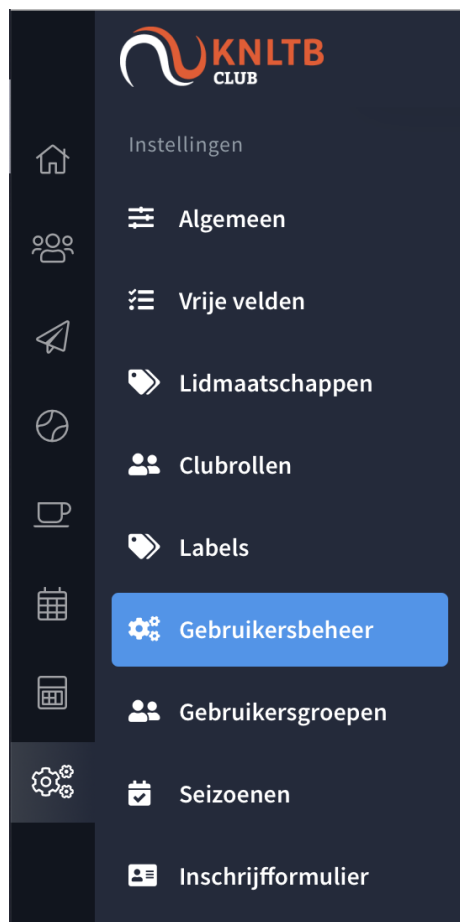 KNLTB
CLUB
Instellingen
Algemeen
Vrije velden
Lidmaatschappen
Clubrollen
Labels
Gebruikersbeheer
Gebruikersgroepen
Seizoenen
Inschrijfformulier